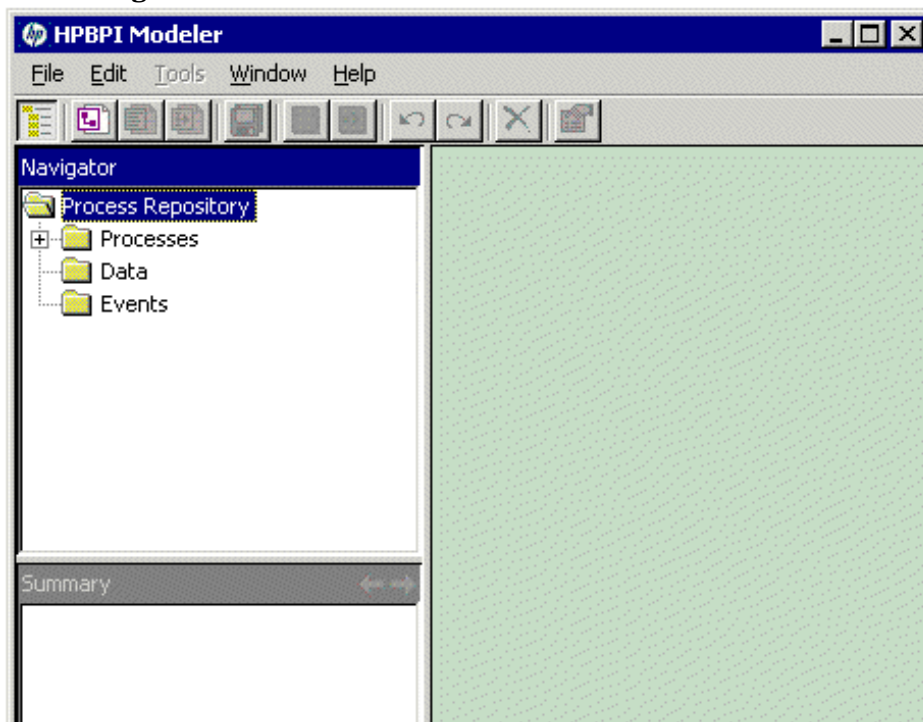 HPBPI Modeler
File Edit Tools Window Help
Navigator
Process Repository
Processes
Data
Events
Summary